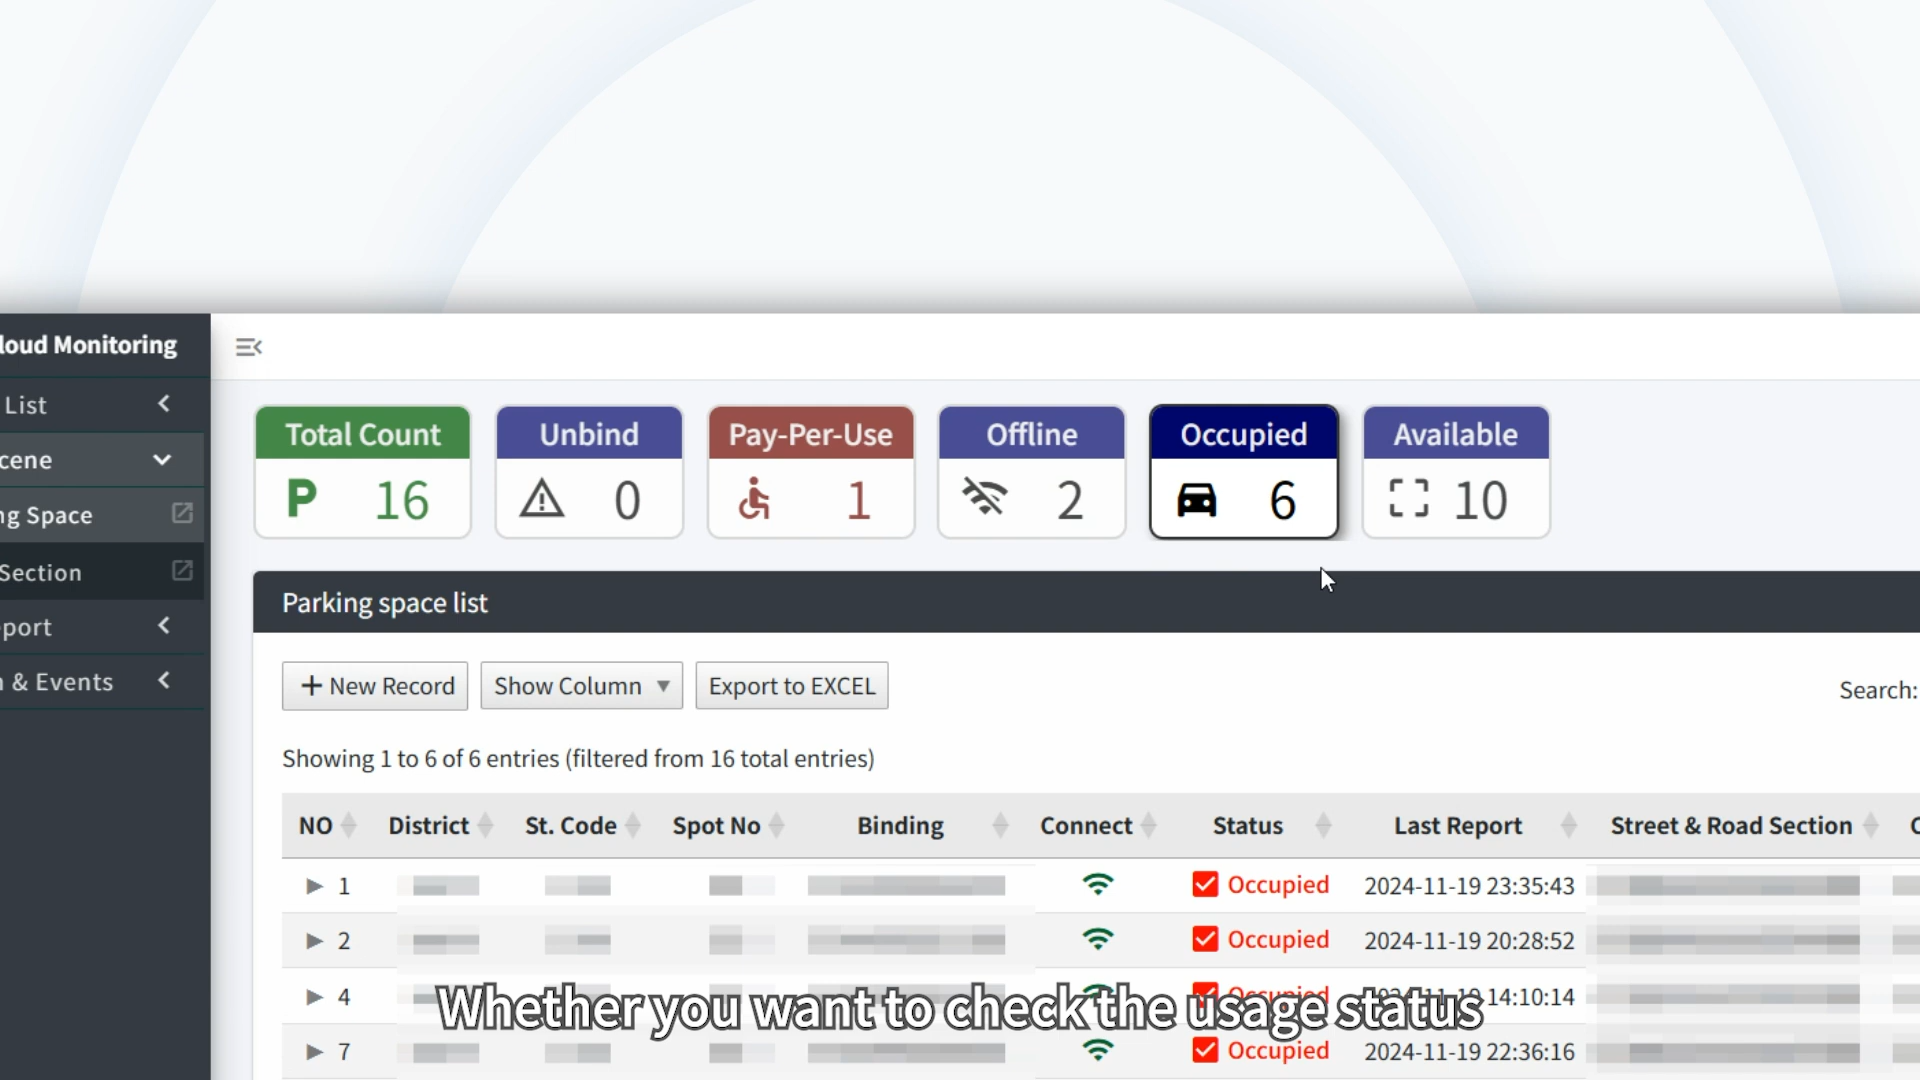 loud Monitoring
List
cene
ng Space
Section
port
n & Events
Total Count
16
Unbind
0
Pay-Per-Use
1
Offline
2
Occupied
6
Available
10
Parking space list
New Record
Show Column
Export to EXCEL
Search:
Showing 1 to 6 of 6 entries (filtered from 16 total entries)
NO District St. Code Spot No Binding Connect Status Last Report Street & Road Section
1 Occupied 2024-11-19 23:35:43
2 Occupied 2024-11-19 20:28:52
4 Occupied 14:10:14
7 Occupied 2024-11-19 22:36:16
Whether you want to check the usage status